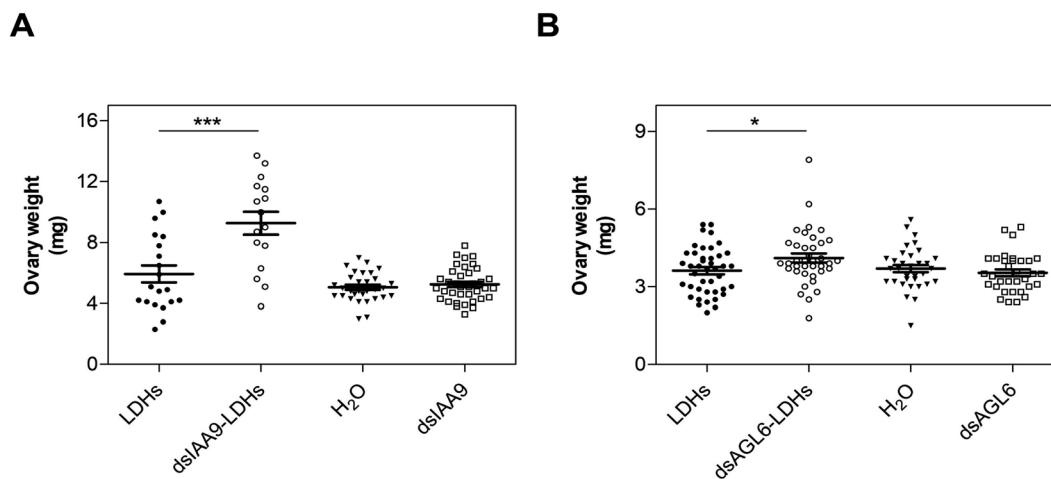 A
B
Ovary weight
(mg)
16
12
8
4
0
***
LDHs
dsIAA9-LDHs
H₂O
dsIAA9
Ovary weight
(mg)
9
6
3
0
*
LDHs
dsAGL6-LDHs
H₂O
dsAGL6